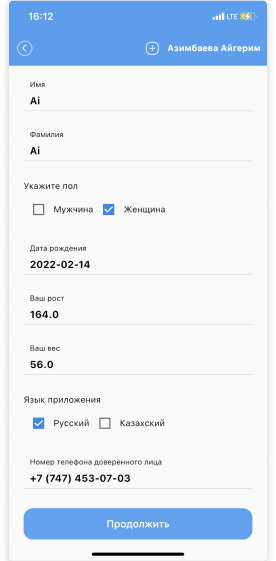 16:12
LTE
Азимбаева Айгерим
Имя
Ai
Фамилия
Ai
Укажите пол
Мужчина Женщина
Дата рождения
2022-02-14
Ваш рост
164.0
Ваш вес
56.0
Язык приложения
Русский Казахский
Номер телефона доверенного лица
+7 (747) 453-07-03
Продолжить